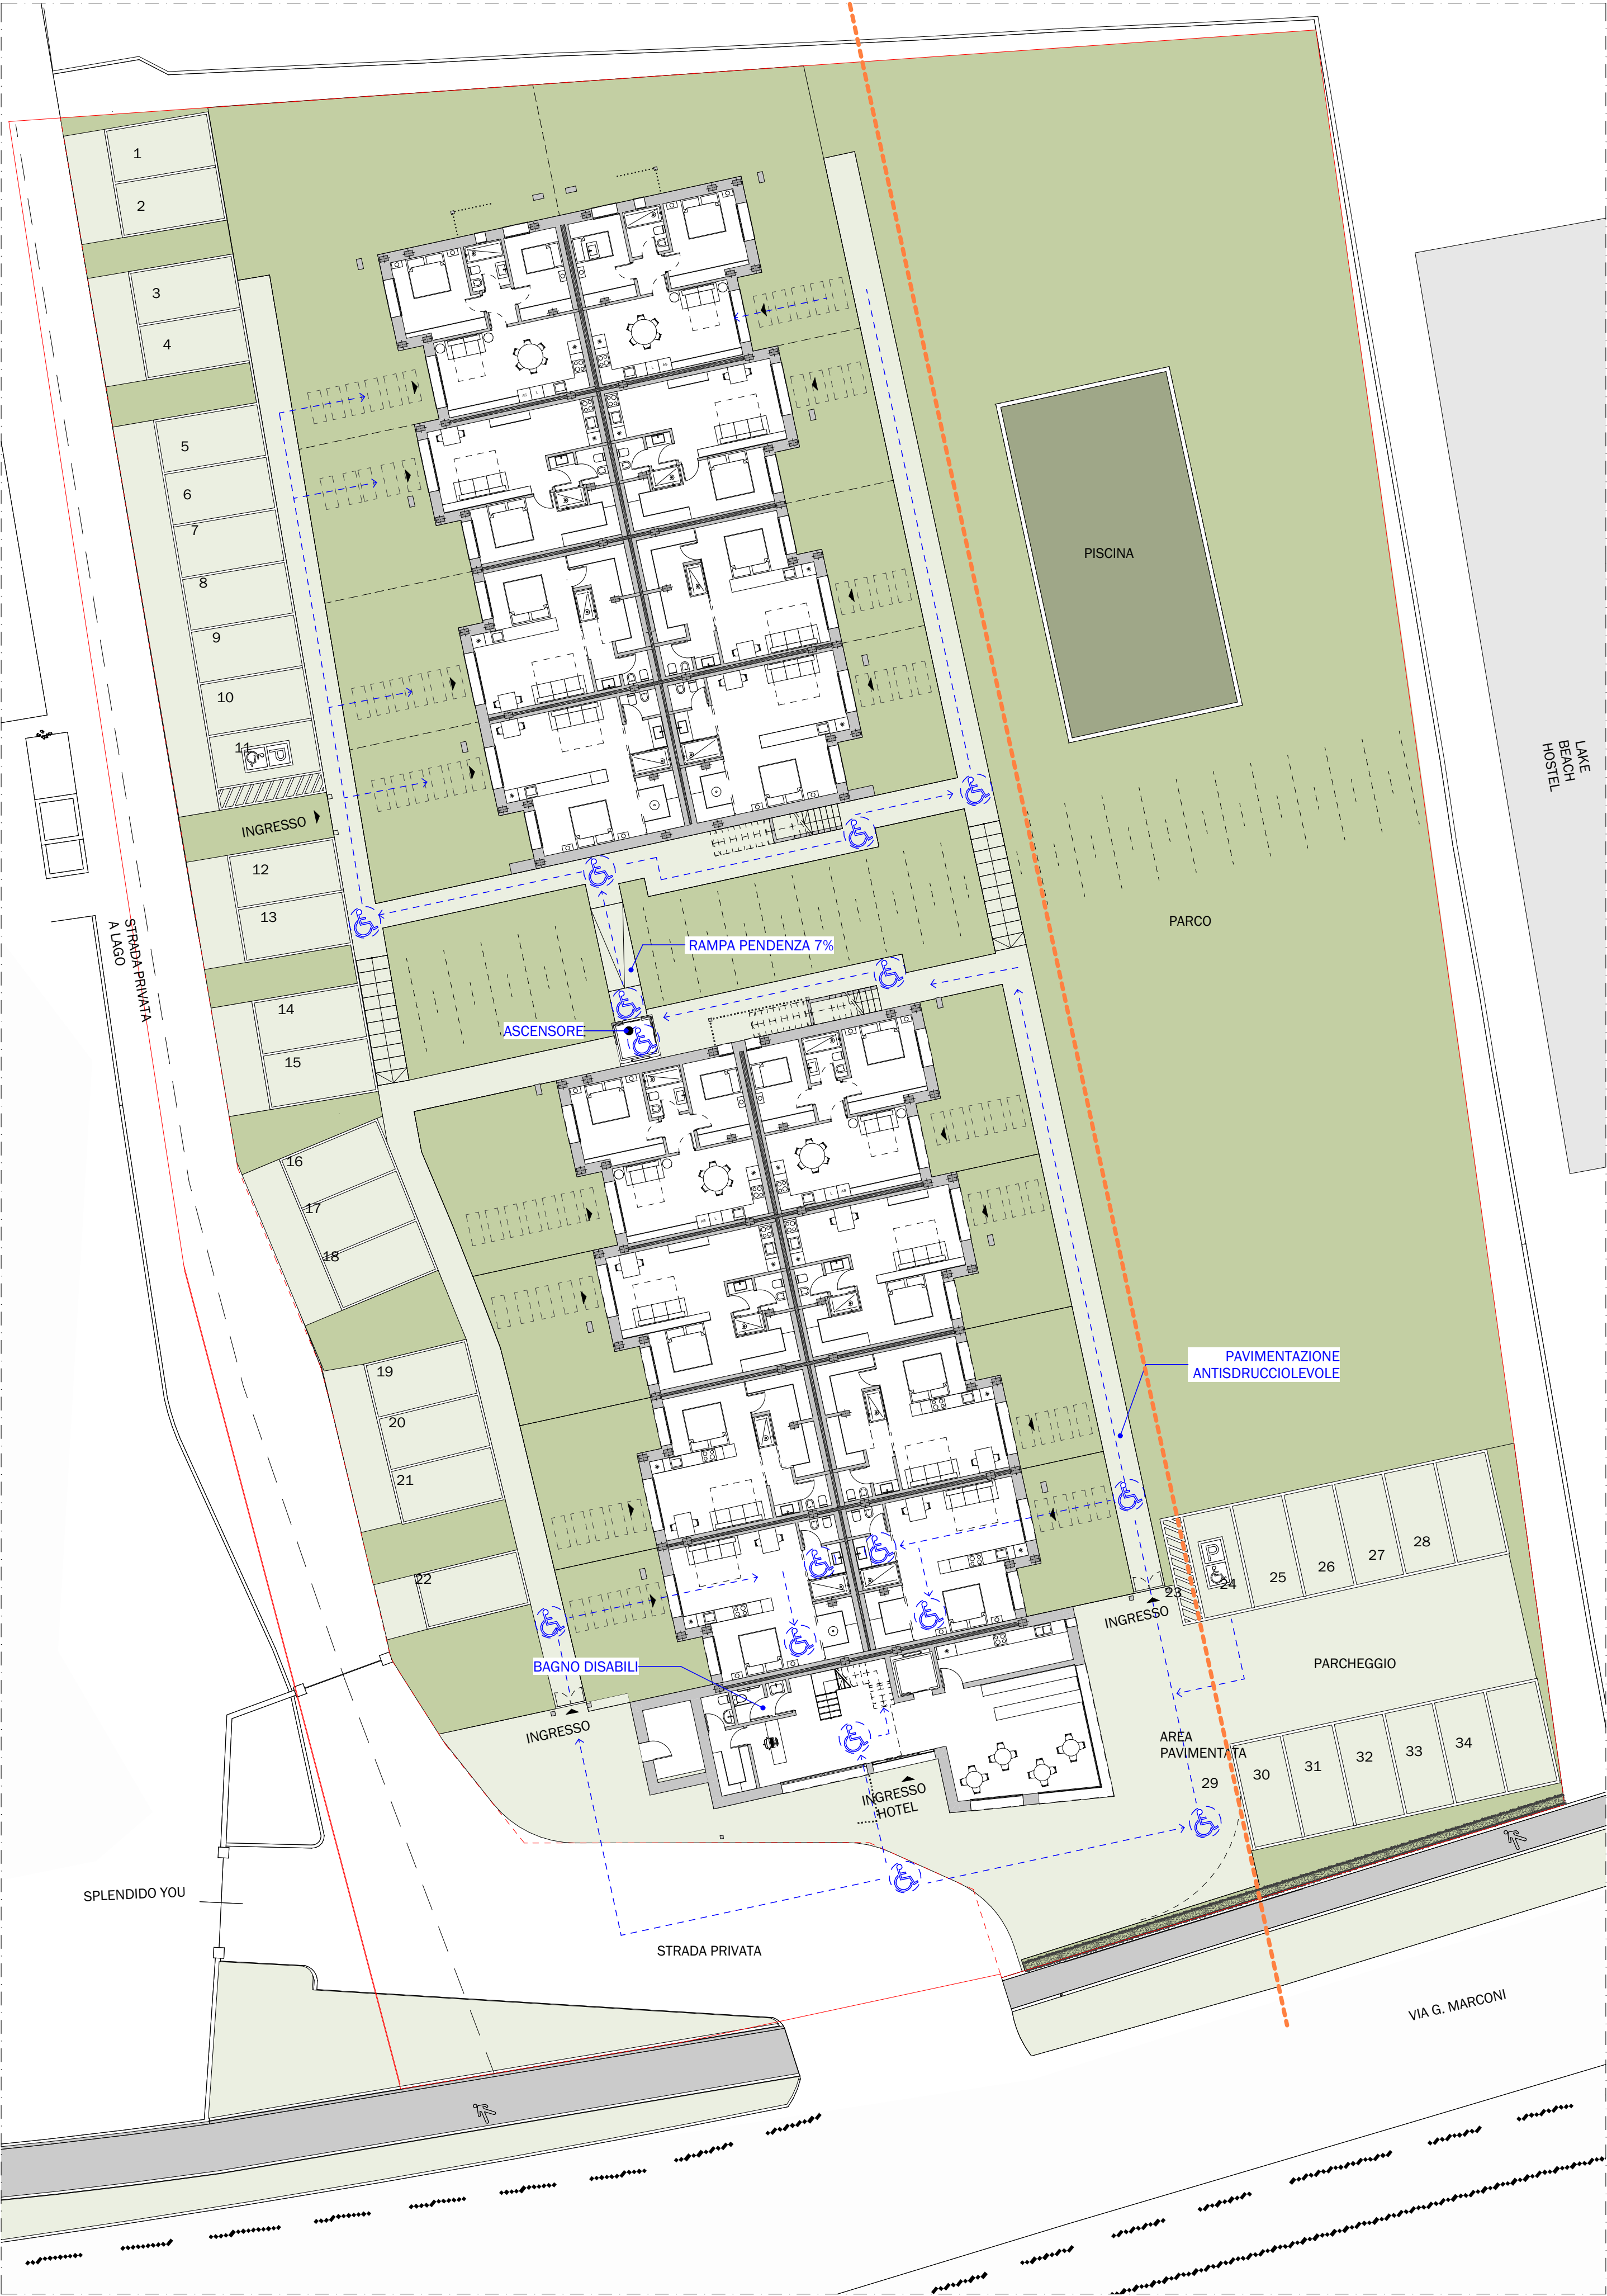 1
2
3
4
5
6
7
8
9
10
11
INGRESSO
12
13
14
15
16
17
18
19
20
21
22
PISCINA
LAKE
BEACH
HOSTEL
PARCO
STRADA PRIVATA
A LAGO
RAMPA PENDENZA 7%
ASCENSORE
PAVIMENTAZIONE
ANTISDRUCCIOLEVOLE
P
23
24
25
26
27
28
INGRESSO
PARCHEGGIO
BAGNO DISABILI
INGRESSO
AREA
PAVIMENTATA
29
30
31
32
33
34
INGRESSO
HOTEL
SPLENDIDO YOU
STRADA PRIVATA
VIA G. MARCONI